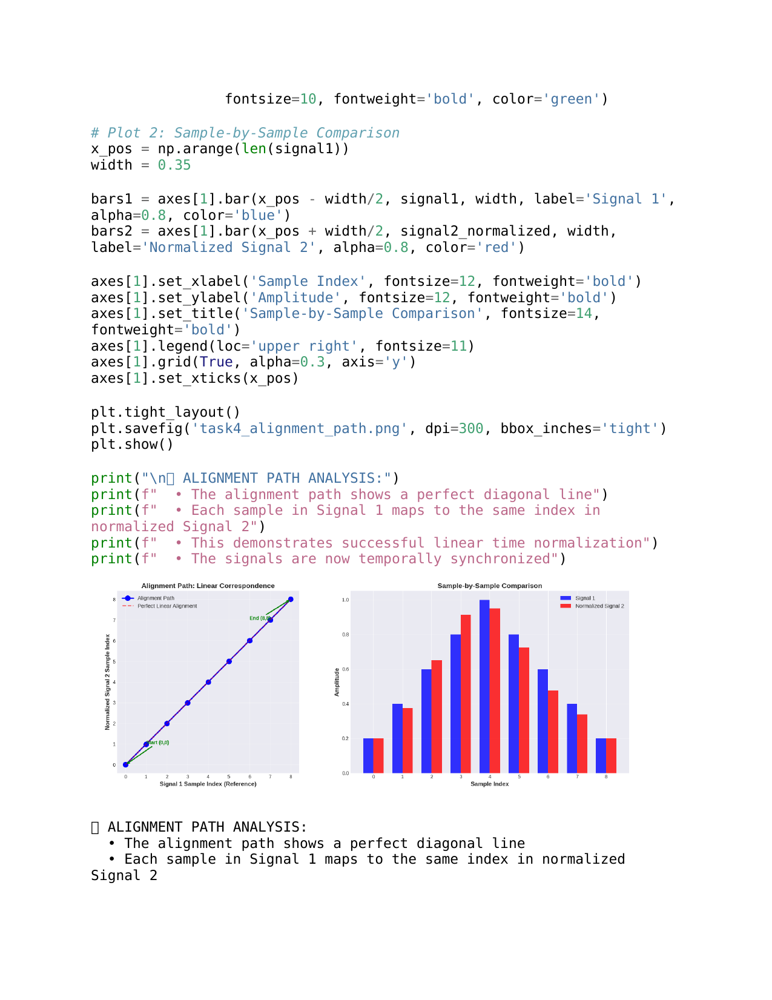 fontsize=10, fontweight='bold', color='green')
# Plot 2: Sample-by-Sample Comparison
x_pos = np.arange(len(signal1))
width = 0.35
bars1 = axes[1].bar(x_pos - width/2, signal1, width, label='Signal 1',
alpha=0.8, color='blue')
bars2 = axes[1].bar(x_pos + width/2, signal2_normalized, width,
label='Normalized Signal 2', alpha=0.8, color='red')
axes[1].set_xlabel('Sample Index', fontsize=12, fontweight='bold')
axes[1].set_ylabel('Amplitude', fontsize=12, fontweight='bold')
axes[1].set_title('Sample-by-Sample Comparison', fontsize=14,
fontweight='bold')
axes[1].legend(loc='upper right', fontsize=11)
axes[1].grid(True, alpha=0.3, axis='y')
axes[1].set_xticks(x_pos)
plt.tight_layout()
plt.savefig('task4_alignment_path.png', dpi=300, bbox_inches='tight')
plt.show()
print("\n▯ ALIGNMENT PATH ANALYSIS:")
print(f"  • The alignment path shows a perfect diagonal line")
print(f"  • Each sample in Signal 1 maps to the same index in
normalized Signal 2")
print(f"  • This demonstrates successful linear time normalization")
print(f"  • The signals are now temporally synchronized")
Alignment Path: Linear Correspondence
Alignment Path
Perfect Linear Alignment
End (8,8)
Start (0,0)
8
7
6
5
4
3
2
1
0
Normalized Signal 2 Sample Index
0 1 2 3 4 5 6 7 8
Signal 1 Sample Index (Reference)
Sample-by-Sample Comparison
Signal 1
Normalized Signal 2
1.0
0.8
0.6
0.4
0.2
0.0
Amplitude
0 1 2 3 4 5 6 7 8
Sample Index
▯ ALIGNMENT PATH ANALYSIS:
• The alignment path shows a perfect diagonal line
• Each sample in Signal 1 maps to the same index in normalized
Signal 2